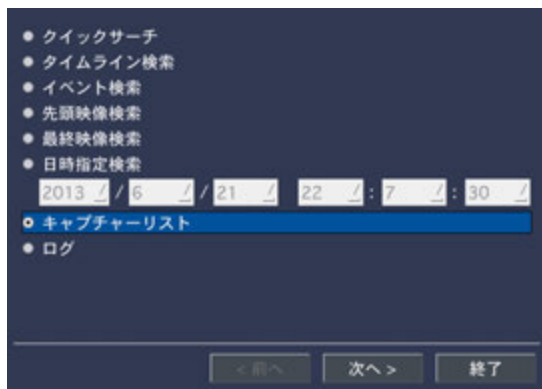 クイックサーチ
タイムライン検索
イベント検索
先頭映像検索
最終映像検索
日時指定検索
2013 / 6 / 21 22 : 7 : 30
キャプチャーリスト
ログ
< 前へ 次へ > 終了